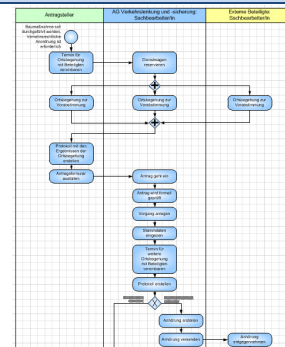 Antragsteller
AG Verkehrslenkung und -sicherung:
Sachbearbeiter/in
Externe Beteiligte:
Sachbearbeiter/in
Baumaßnahme soll
durchgeführt werden,
Verkehrsrechtliche
Anordnung ist
erforderlich
Termin für
Ortsbegehung
mit Beteiligten
vereinbaren
Dienstwagen
reservieren
Ortsbegehung zur
Vorabstimmung
Ortsbegehung zur
Vorabstimmung
Ortsbegehung zur
Vorabstimmung
Protokoll mit den
Ergebnissen der
Ortsbegehung
erstellen
Antragsformular
ausfüllen
Antrag geht ein
Antrag wird formell
geprüft
Vorgang anlegen
Stammdaten
eingeben
Termin für
weitere
Ortsbegehung
mit Beteiligten
vereinbaren
Protokoll erstellen
Anhörung erstellen
Anhörung versenden
Anhörung
entgegennehmen